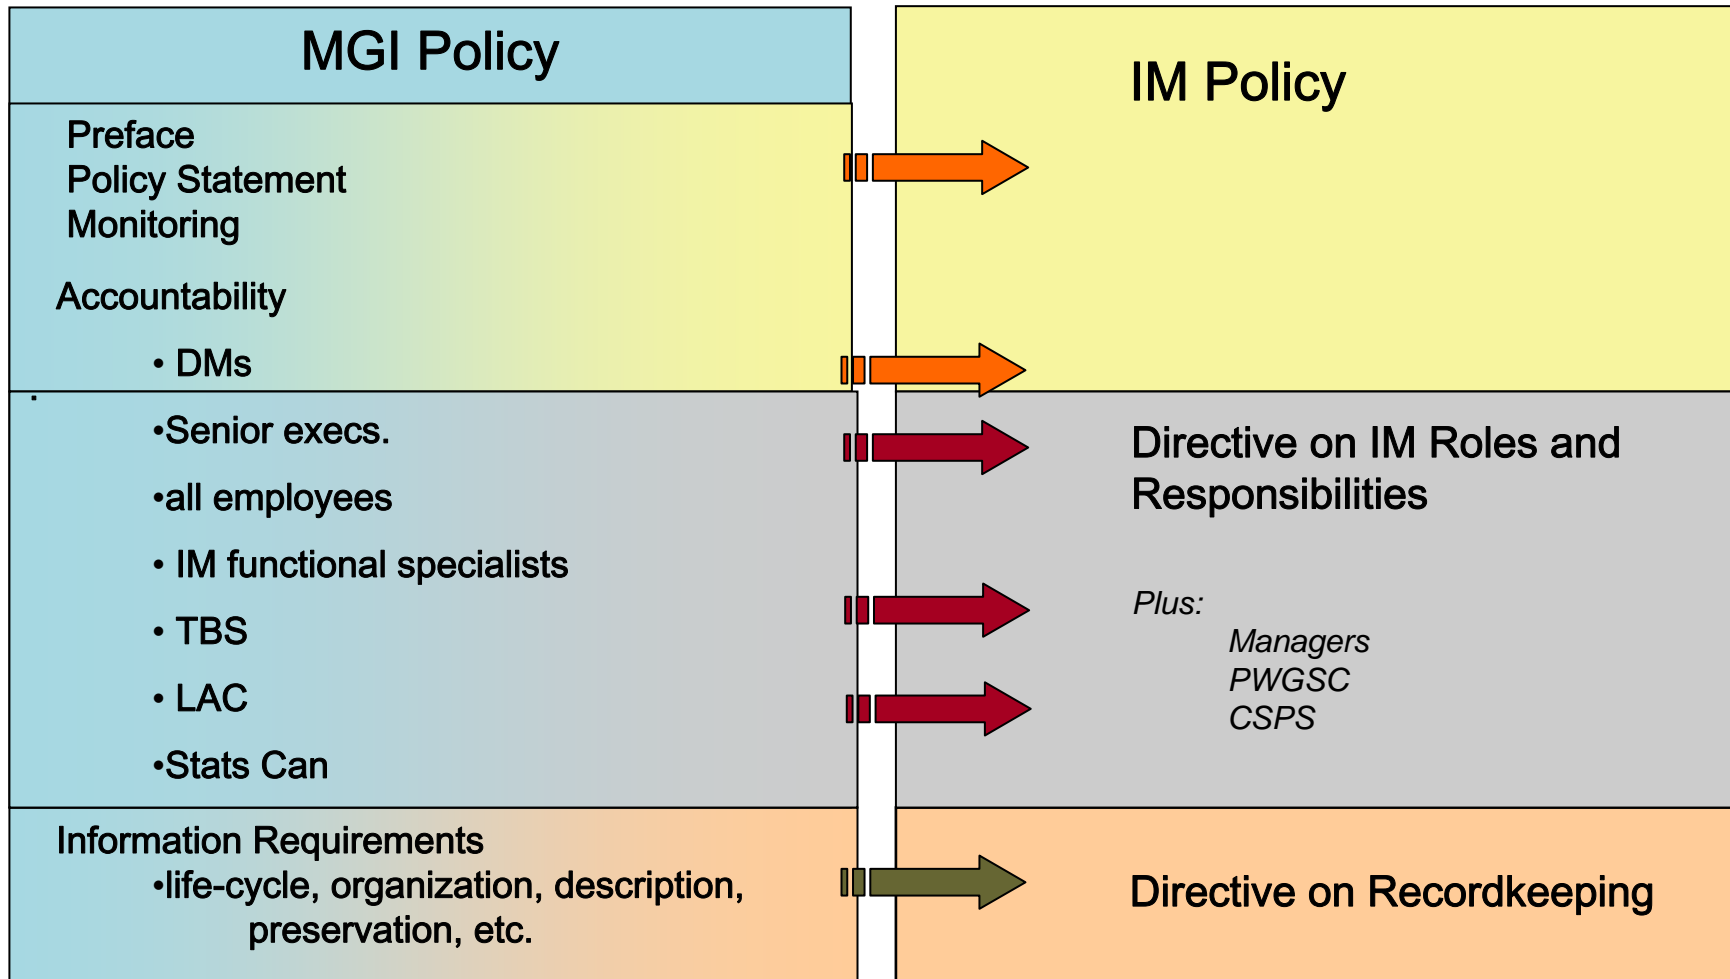 MGI Policy
Preface
Policy Statement
Monitoring
Accountability
• DMs
.
•Senior execs.
•all employees
• IM functional specialists
• TBS
• LAC
•Stats Can
Information Requirements
•life-cycle, organization, description,
preservation, etc.
IM Policy
Directive on IM Roles and
Responsibilities
Plus:
Managers
PWGSC
CSPS
Directive on Recordkeeping